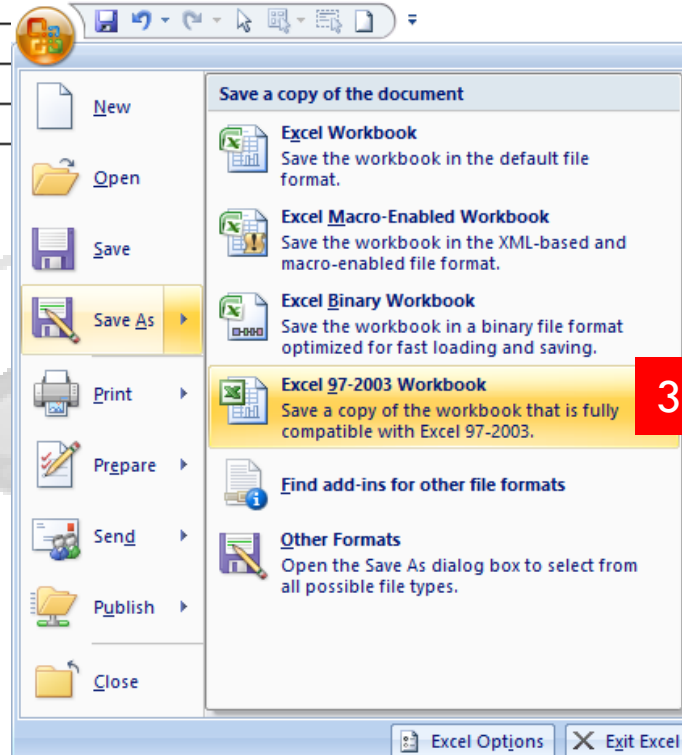 New
Open
Save
Save As
Print
Prepare
Send
Publish
Close
Save a copy of the document
Excel Workbook
Save the workbook in the default file
format.
Excel Macro-Enabled Workbook
Save the workbook in the XML-based and
macro-enabled file format.
Excel Binary Workbook
Save the workbook in a binary file format
optimized for fast loading and saving.
Excel 97-2003 Workbook
Save a copy of the workbook that is fully
compatible with Excel 97-2003.
3
Find add-ins for other file formats
Other Formats
Open the Save As dialog box to select from
all possible file types.
Excel Options
Exit Excel